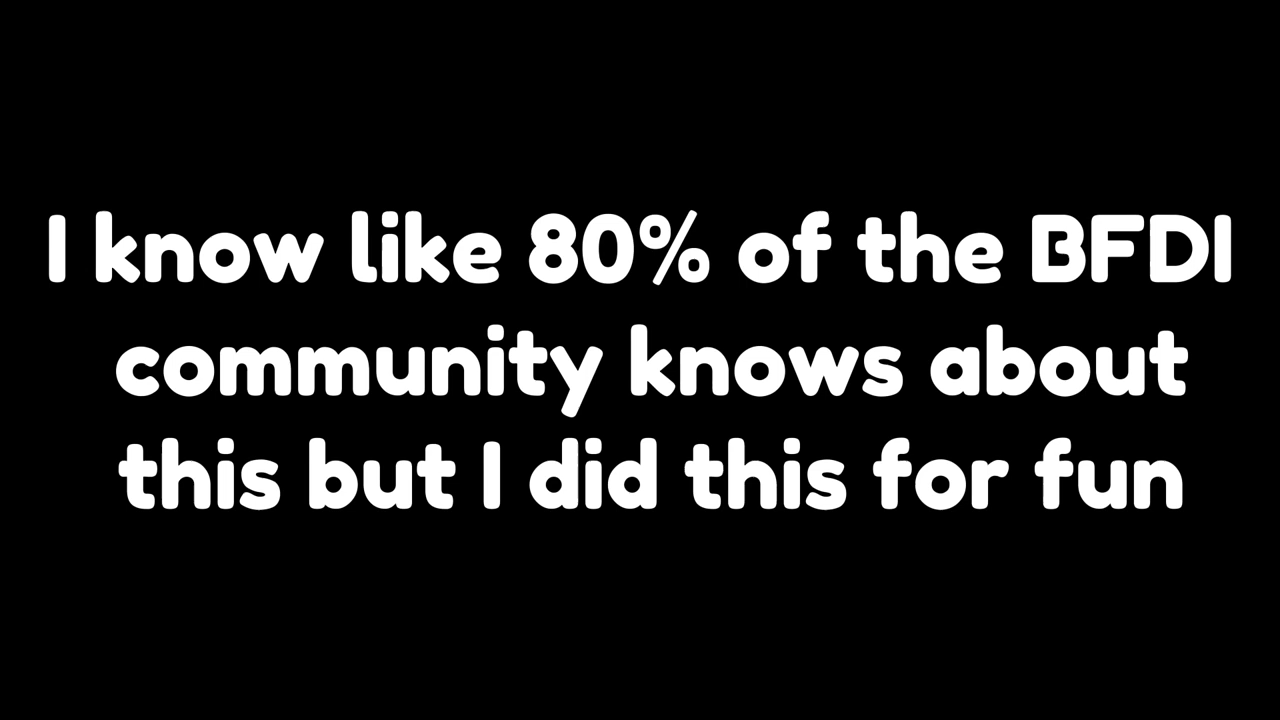 I know like 80% of the BFDI
community knows about
this but I did this for fun